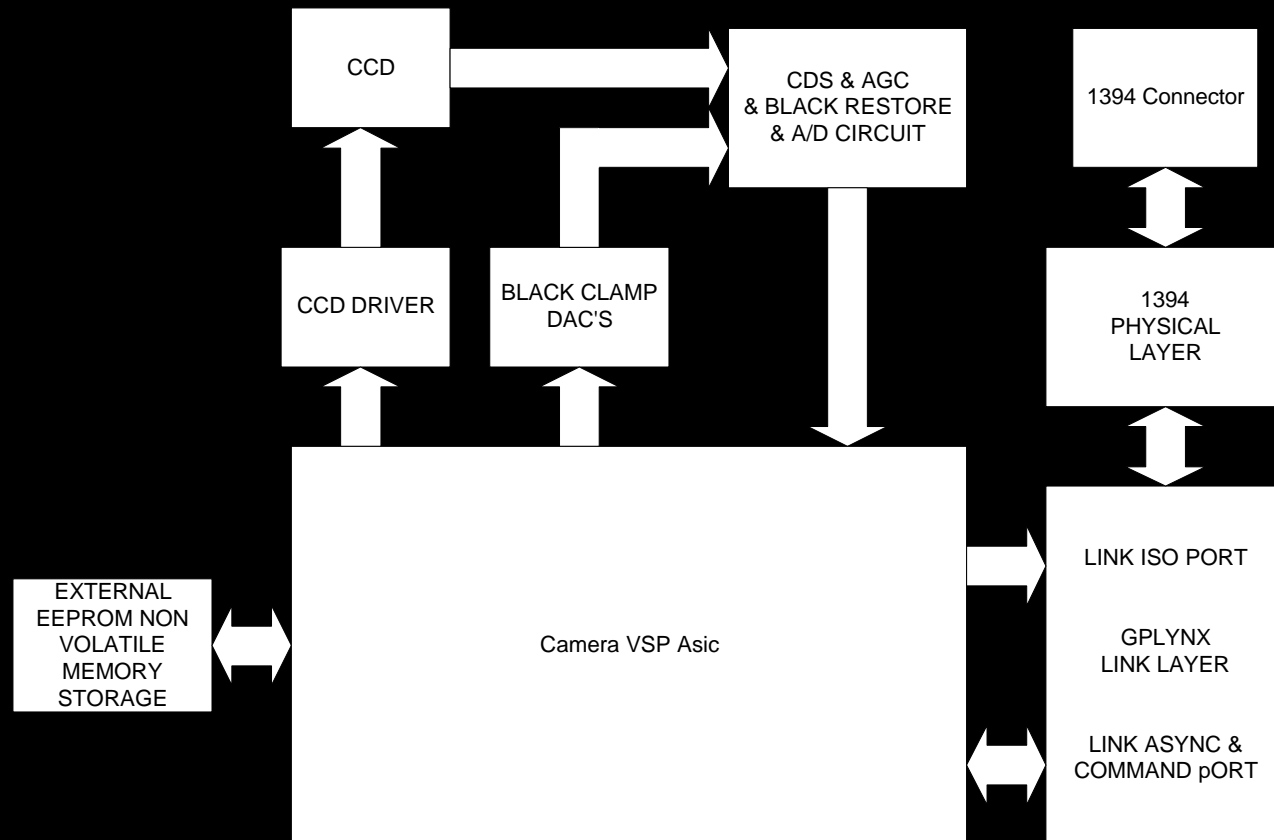 CCD
CDS & AGC
& BLACK RESTORE
& A/D CIRCUIT
1394 Connector
CCD DRIVER
BLACK CLAMP
DAC'S
1394
PHYSICAL
LAYER
EXTERNAL
EEPROM NON
VOLATILE
MEMORY
STORAGE
Camera VSP Asic
LINK ISO PORT
GPLYNX
LINK LAYER
LINK ASYNC &
COMMAND pORT